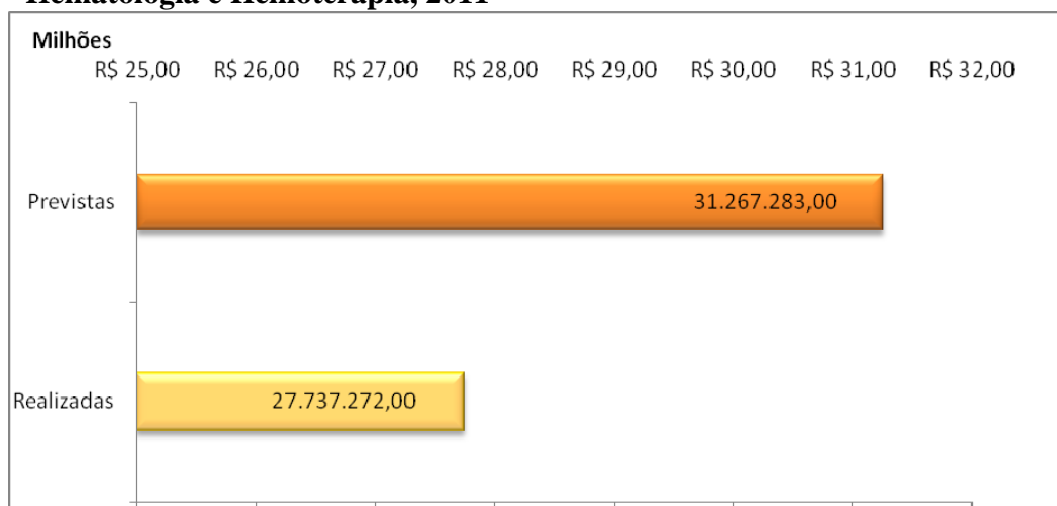 Hematologia e Hemoterapia, 2011
Milhões
R$ 25,00 R$ 26,00 R$ 27,00 R$ 28,00 R$ 29,00 R$ 30,00 R$ 31,00 R$ 32,00
Previstas 31.267.283,00
Realizadas 27.737.272,00